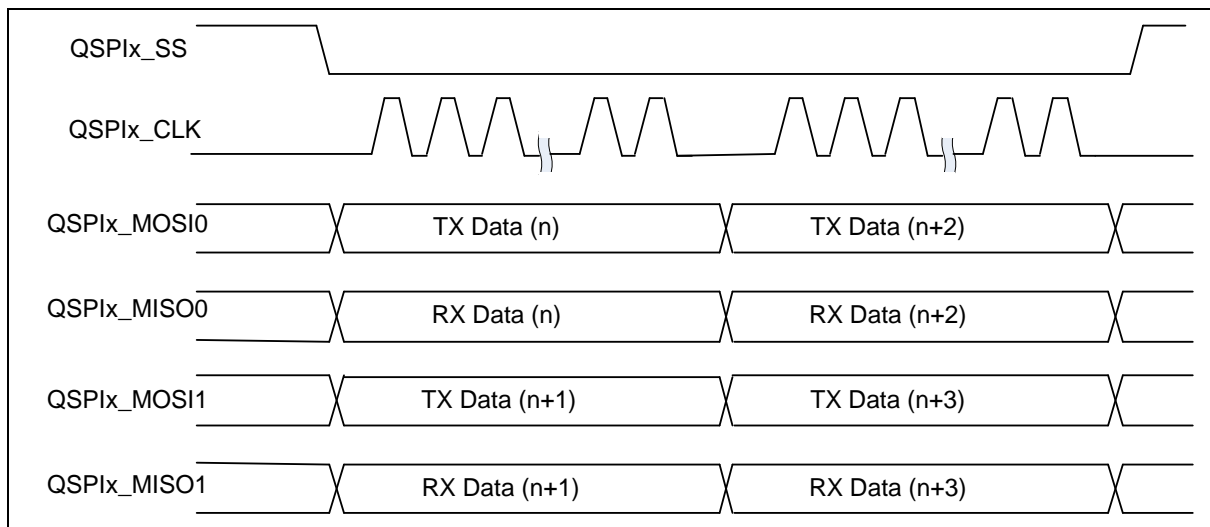 QSPIx_SS
QSPIx_CLK
QSPIx_MOSI0 TX Data (n) TX Data (n+2)
QSPIx_MISO0 RX Data (n) RX Data (n+2)
QSPIx_MOSI1 TX Data (n+1) TX Data (n+3)
QSPIx_MISO1 RX Data (n+1) RX Data (n+3)